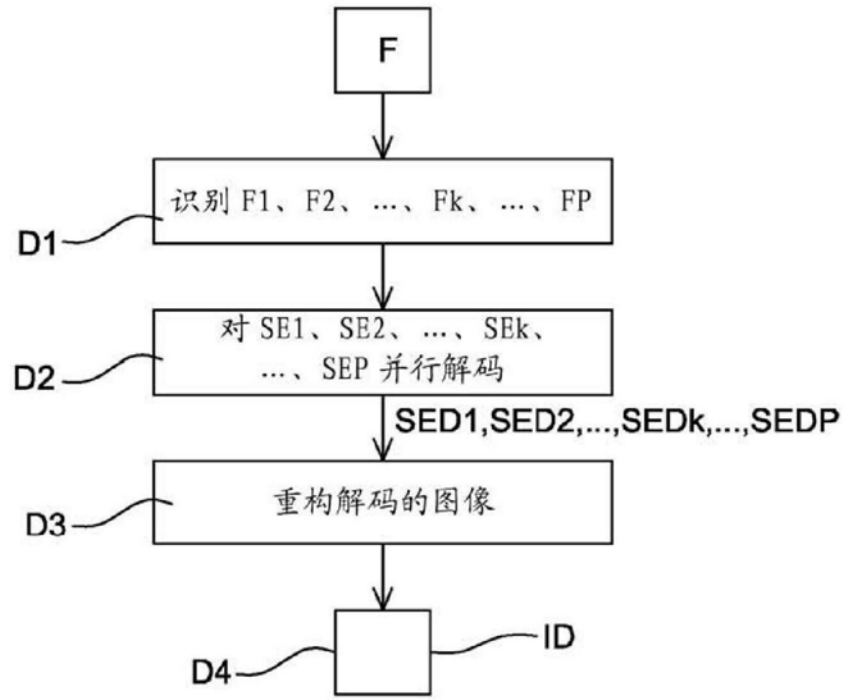 F
识别 F1、F2、…、Fk、…、FP
D1
对 SE1、SE2、…、SEk、
…、SEP 并行解码
D2
SED1,SED2,...,SEDk,...,SEDP
重构解码的图像
D3
ID
D4